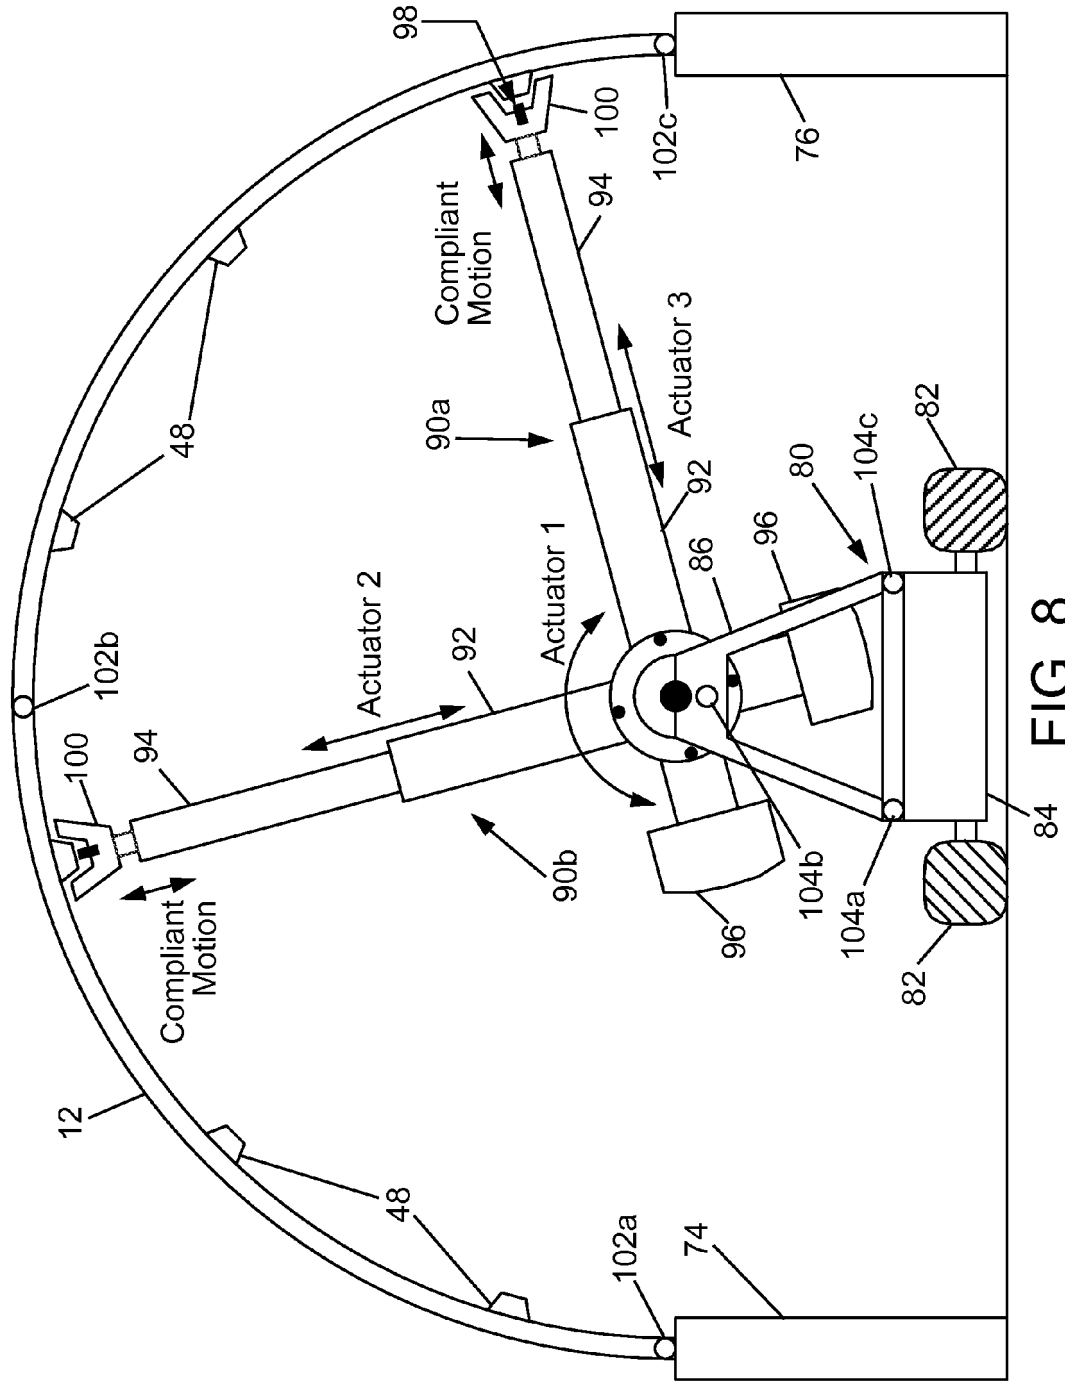 98
100
102c
76
Compliant
Motion
94
48
Actuator 3
90a
92
82
104c
80
Actuator 1
86
96
Actuator 2
92
102b
94
100
90b
104b
96
104a
84
82
Compliant
Motion
12
48
102a
74
FIG. 8